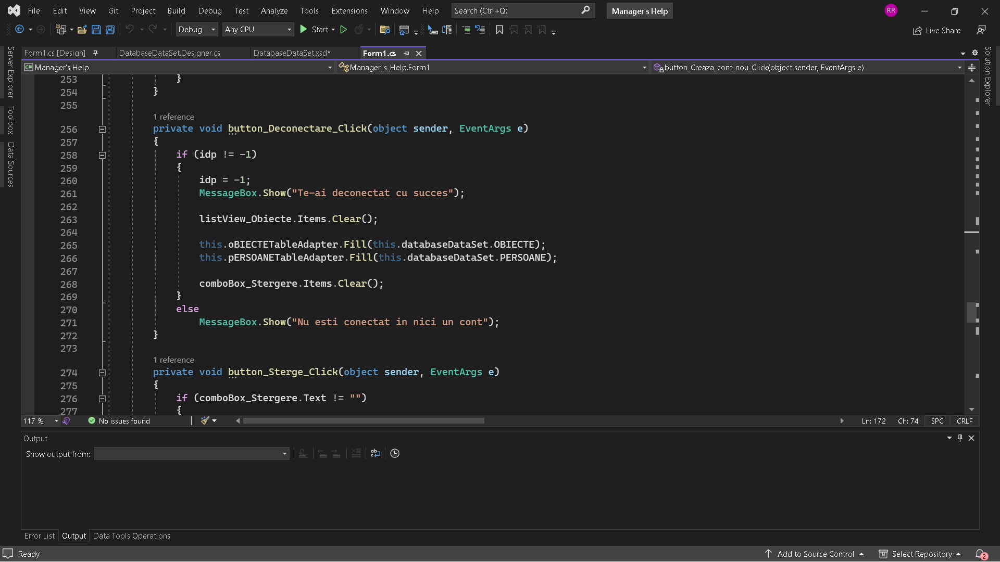 File Edit View Git Project Build Debug Test Analyze Tools Extensions Window Help Search (Ctrl+Q) Manager's Help RR
Debug Any CPU Start Live Share
Form1.cs [Design] DatabaseDataSet.Designer.cs DatabaseDataSet.xsd* Form1.cs
Manager's Help Manager_s_Help.Form1 button_Creaza_cont_nou_Click(object sender, EventArgs e)
Server Explorer
Toolbox
Data Sources
Solution Explorer
253 }
254 }
255
1 reference
256 private void button_Deconectare_Click(object sender, EventArgs e)
257 {
258 if (idp != -1)
259 {
260 idp = -1;
261 MessageBox.Show("Te-ai deconectat cu succes");
262
263 listView_Obiecte.Items.Clear();
264
265 this.oBIECTETableAdapter.Fill(this.databaseDataSet.OBIECTE);
266 this.pERSOANETableAdapter.Fill(this.databaseDataSet.PERSOANE);
267
268 comboBox_Stergere.Items.Clear();
269 }
270 else
271 MessageBox.Show("Nu esti conectat in nici un cont");
272 }
273
1 reference
274 private void button_Sterge_Click(object sender, EventArgs e)
275 {
276 if (comboBox_Stergere.Text != "")
277 {
117 % No issues found Ln: 172 Ch: 74 SPC CRLF
Output
Show output from:
Error List Output Data Tools Operations
Ready Add to Source Control Select Repository 2